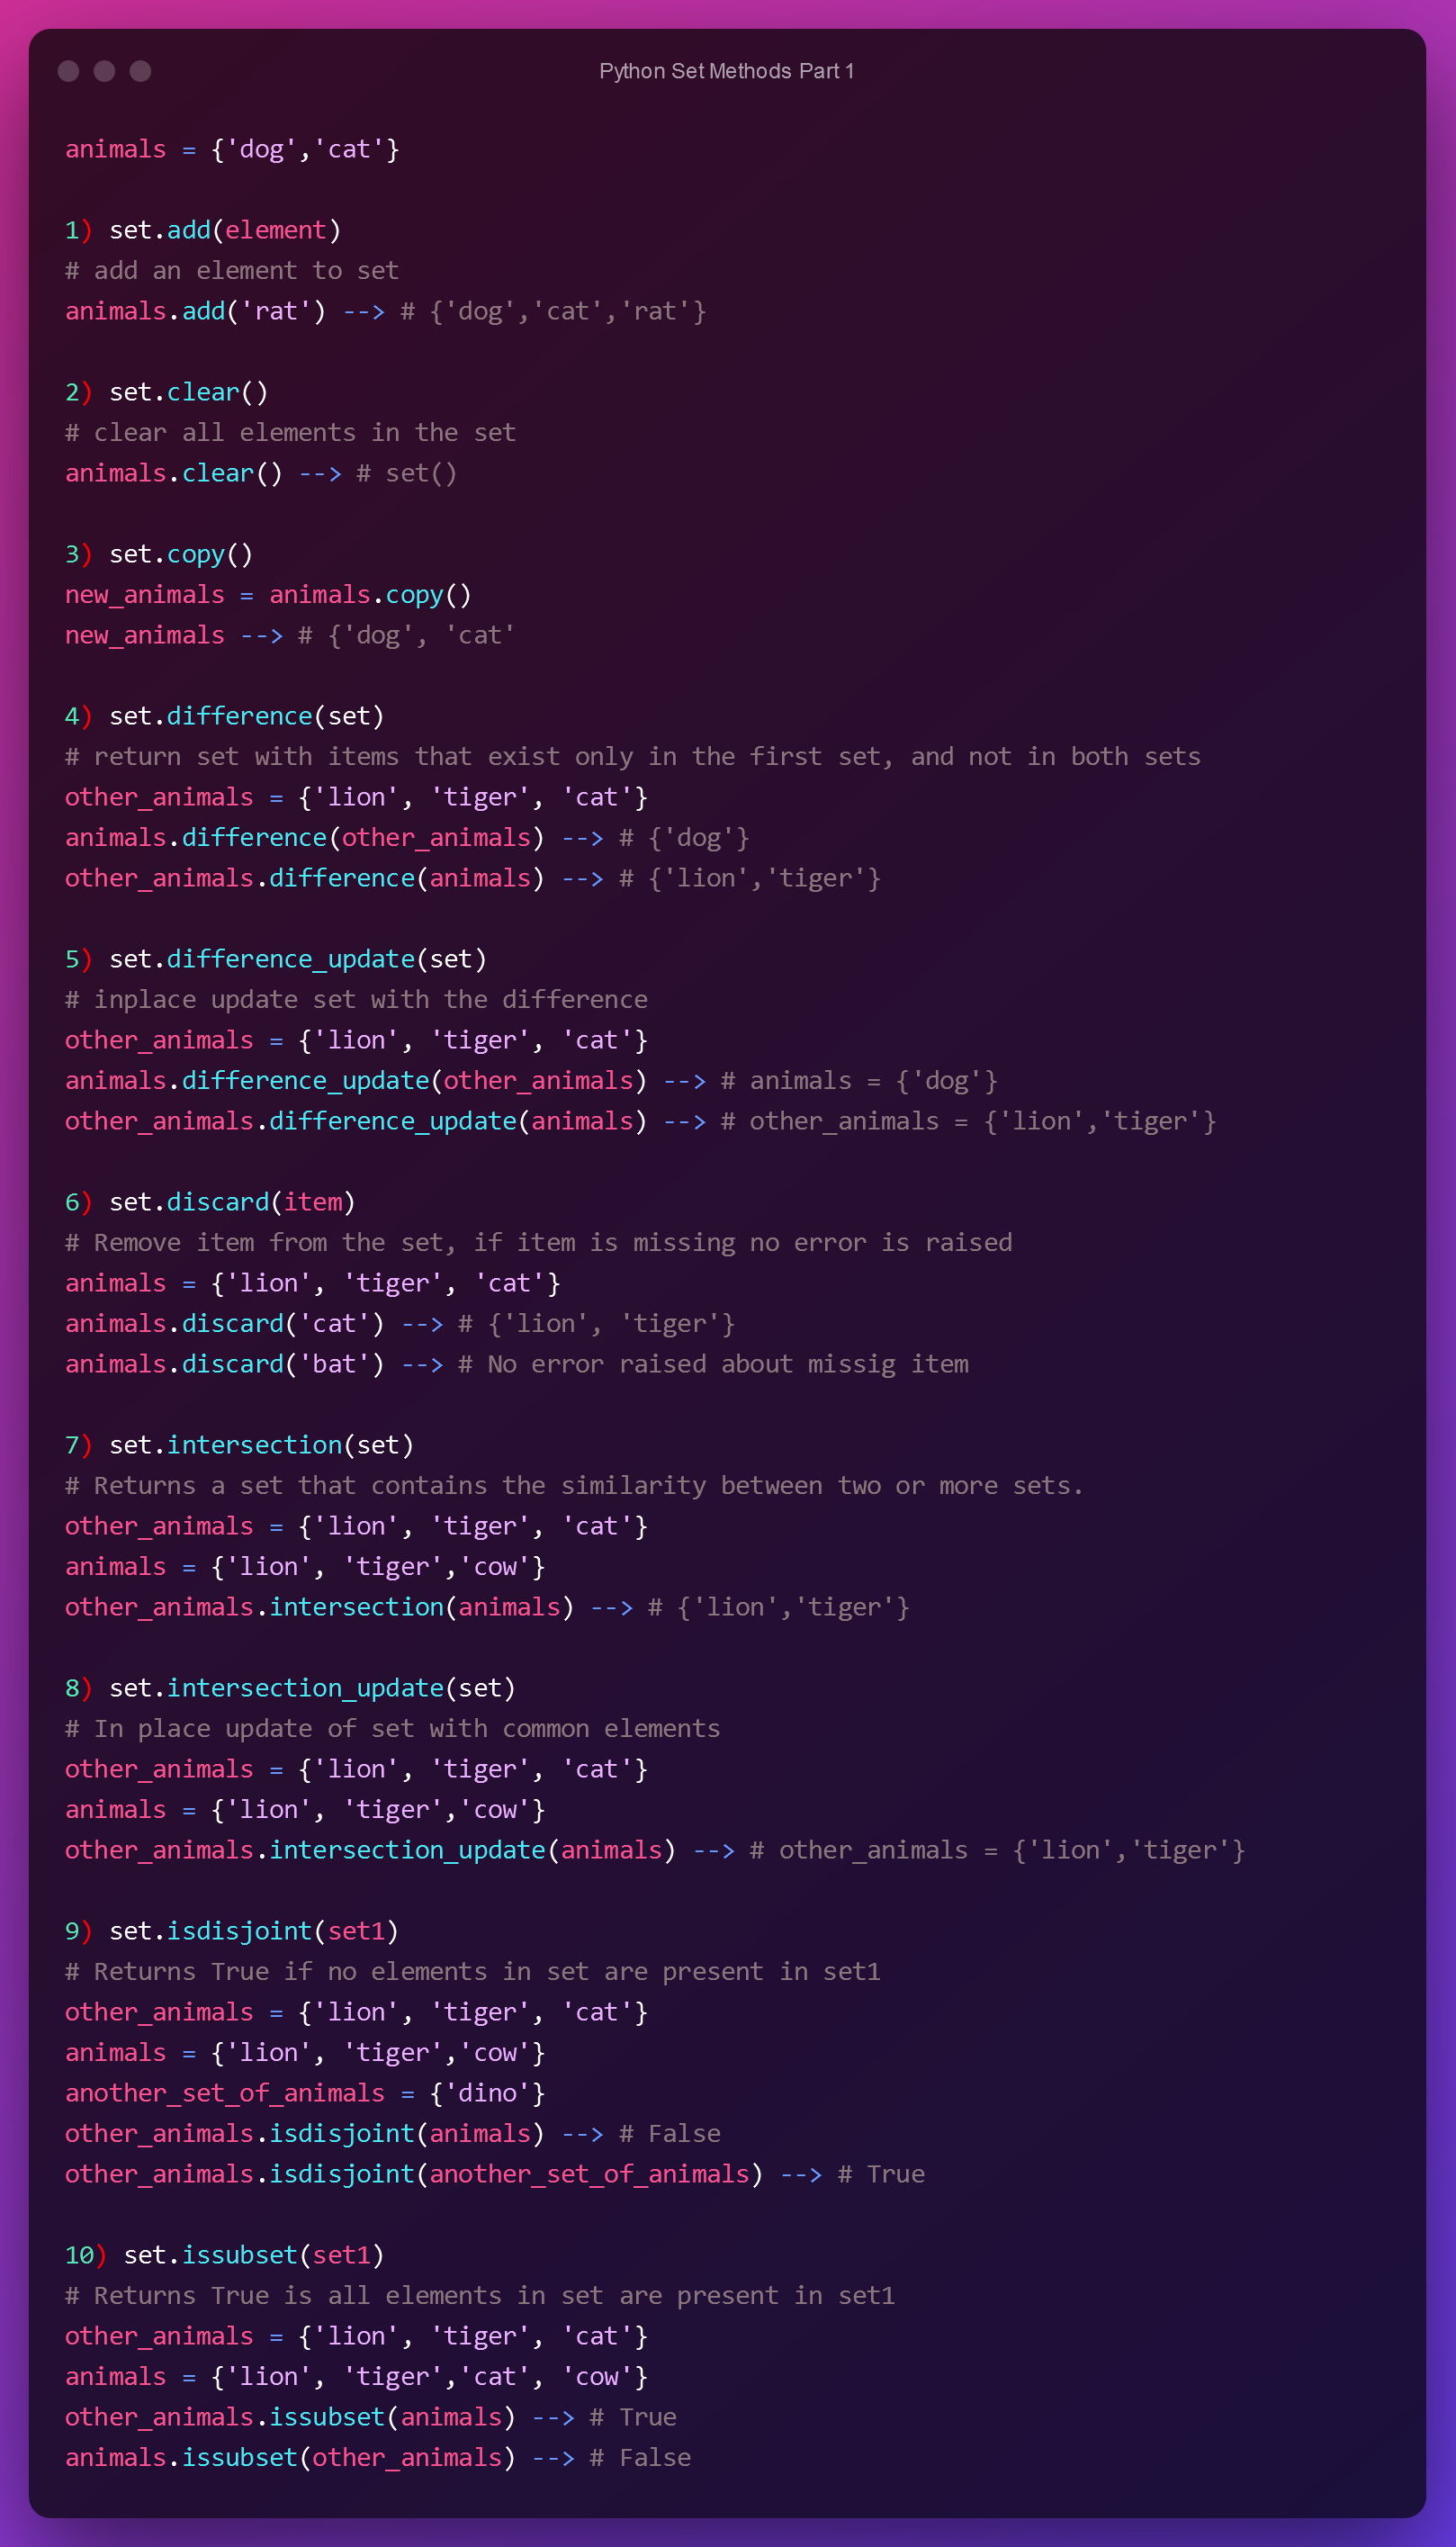 Python Set Methods Part 1
animals = {'dog','cat'}
1) set.add(element)
# add an element to set
animals.add('rat') --> # {'dog','cat','rat'}
2) set.clear()
# clear all elements in the set
animals.clear() --> # set()
3) set.copy()
new_animals = animals.copy()
new_animals --> # {'dog', 'cat'
4) set.difference(set)
# return set with items that exist only in the first set, and not in both sets
other_animals = {'lion', 'tiger', 'cat'}
animals.difference(other_animals) --> # {'dog'}
other_animals.difference(animals) --> # {'lion','tiger'}
5) set.difference_update(set)
# inplace update set with the difference
other_animals = {'lion', 'tiger', 'cat'}
animals.difference_update(other_animals) --> # animals = {'dog'}
other_animals.difference_update(animals) --> # other_animals = {'lion','tiger'}
6) set.discard(item)
# Remove item from the set, if item is missing no error is raised
animals = {'lion', 'tiger', 'cat'}
animals.discard('cat') --> # {'lion', 'tiger'}
animals.discard('bat') --> # No error raised about missig item
7) set.intersection(set)
# Returns a set that contains the similarity between two or more sets.
other_animals = {'lion', 'tiger', 'cat'}
animals = {'lion', 'tiger','cow'}
other_animals.intersection(animals) --> # {'lion','tiger'}
8) set.intersection_update(set)
# In place update of set with common elements
other_animals = {'lion', 'tiger', 'cat'}
animals = {'lion', 'tiger','cow'}
other_animals.intersection_update(animals) --> # other_animals = {'lion','tiger'}
9) set.isdisjoint(set1)
# Returns True if no elements in set are present in set1
other_animals = {'lion', 'tiger', 'cat'}
animals = {'lion', 'tiger','cow'}
another_set_of_animals = {'dino'}
other_animals.isdisjoint(animals) --> # False
other_animals.isdisjoint(another_set_of_animals) --> # True
10) set.issubset(set1)
# Returns True is all elements in set are present in set1
other_animals = {'lion', 'tiger', 'cat'}
animals = {'lion', 'tiger','cat', 'cow'}
other_animals.issubset(animals) --> # True
animals.issubset(other_animals) --> # False